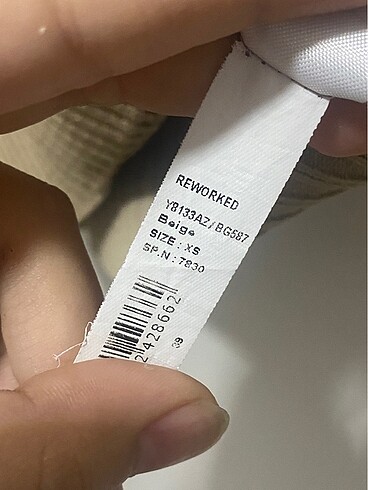 REWORKED
Y8133AZ/BG587
Beige
SIZE : XS
SP.N : 7830
2428662